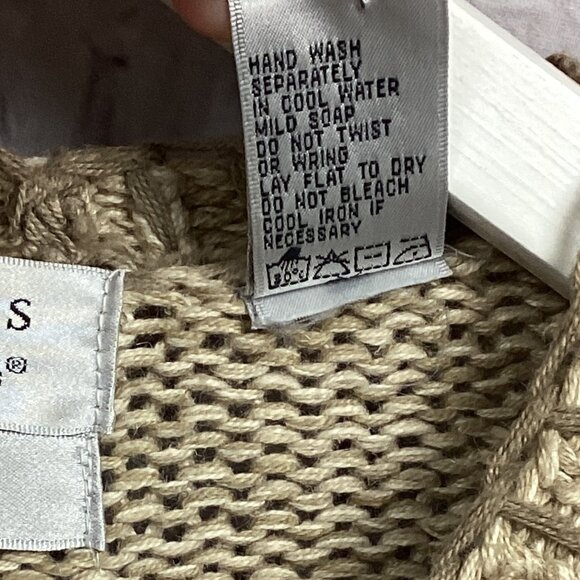 HAND WASH
SEPARATELY
IN COOL WATER
MILD SOAP
DO NOT TWIST
OR WRING
LAY FLAT TO DRY
DO NOT BLEACH
COOL IRON IF
NECESSARY
S
®